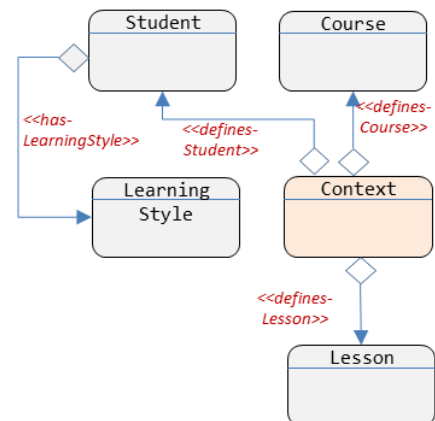 Student
Course
<<has-
LearningStyle>>
<<defines-
Student>>
<<defines-
Course>>
Learning
Style
Context
<<defines-
Lesson>>
Lesson